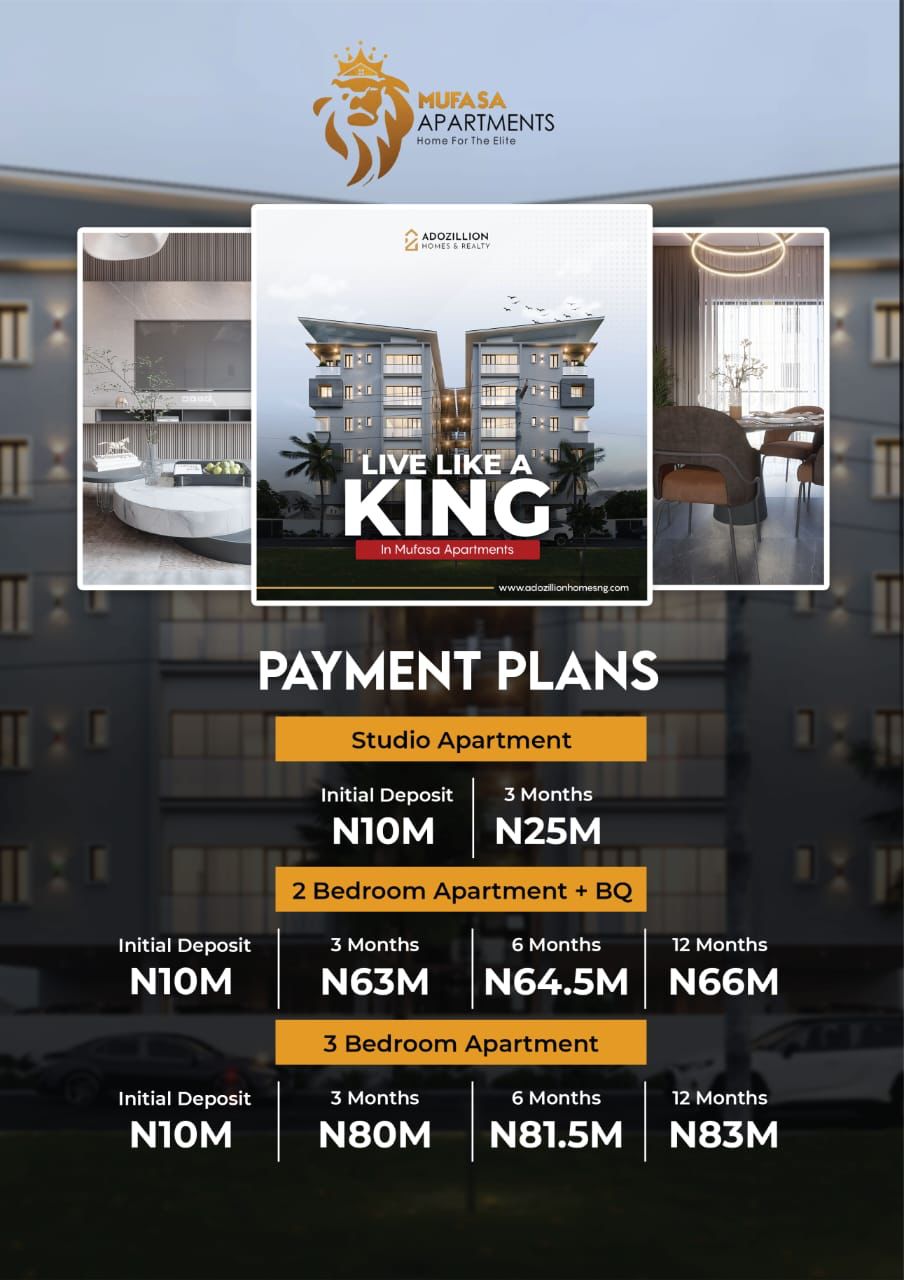 MUFASA
APARTMENTS
Home For The Elite
ADOZILLION
HOMES & REALTY
LIVE LIKE A
KING
In Mufasa Apartments
www.adozillionhomesng.com
PAYMENT PLANS
Studio Apartment
Initial Deposit 3 Months
N10M N25M
2 Bedroom Apartment + BQ
Initial Deposit 3 Months 6 Months 12 Months
N10M N63M N64.5M N66M
3 Bedroom Apartment
Initial Deposit 3 Months 6 Months 12 Months
N10M N80M N81.5M N83M